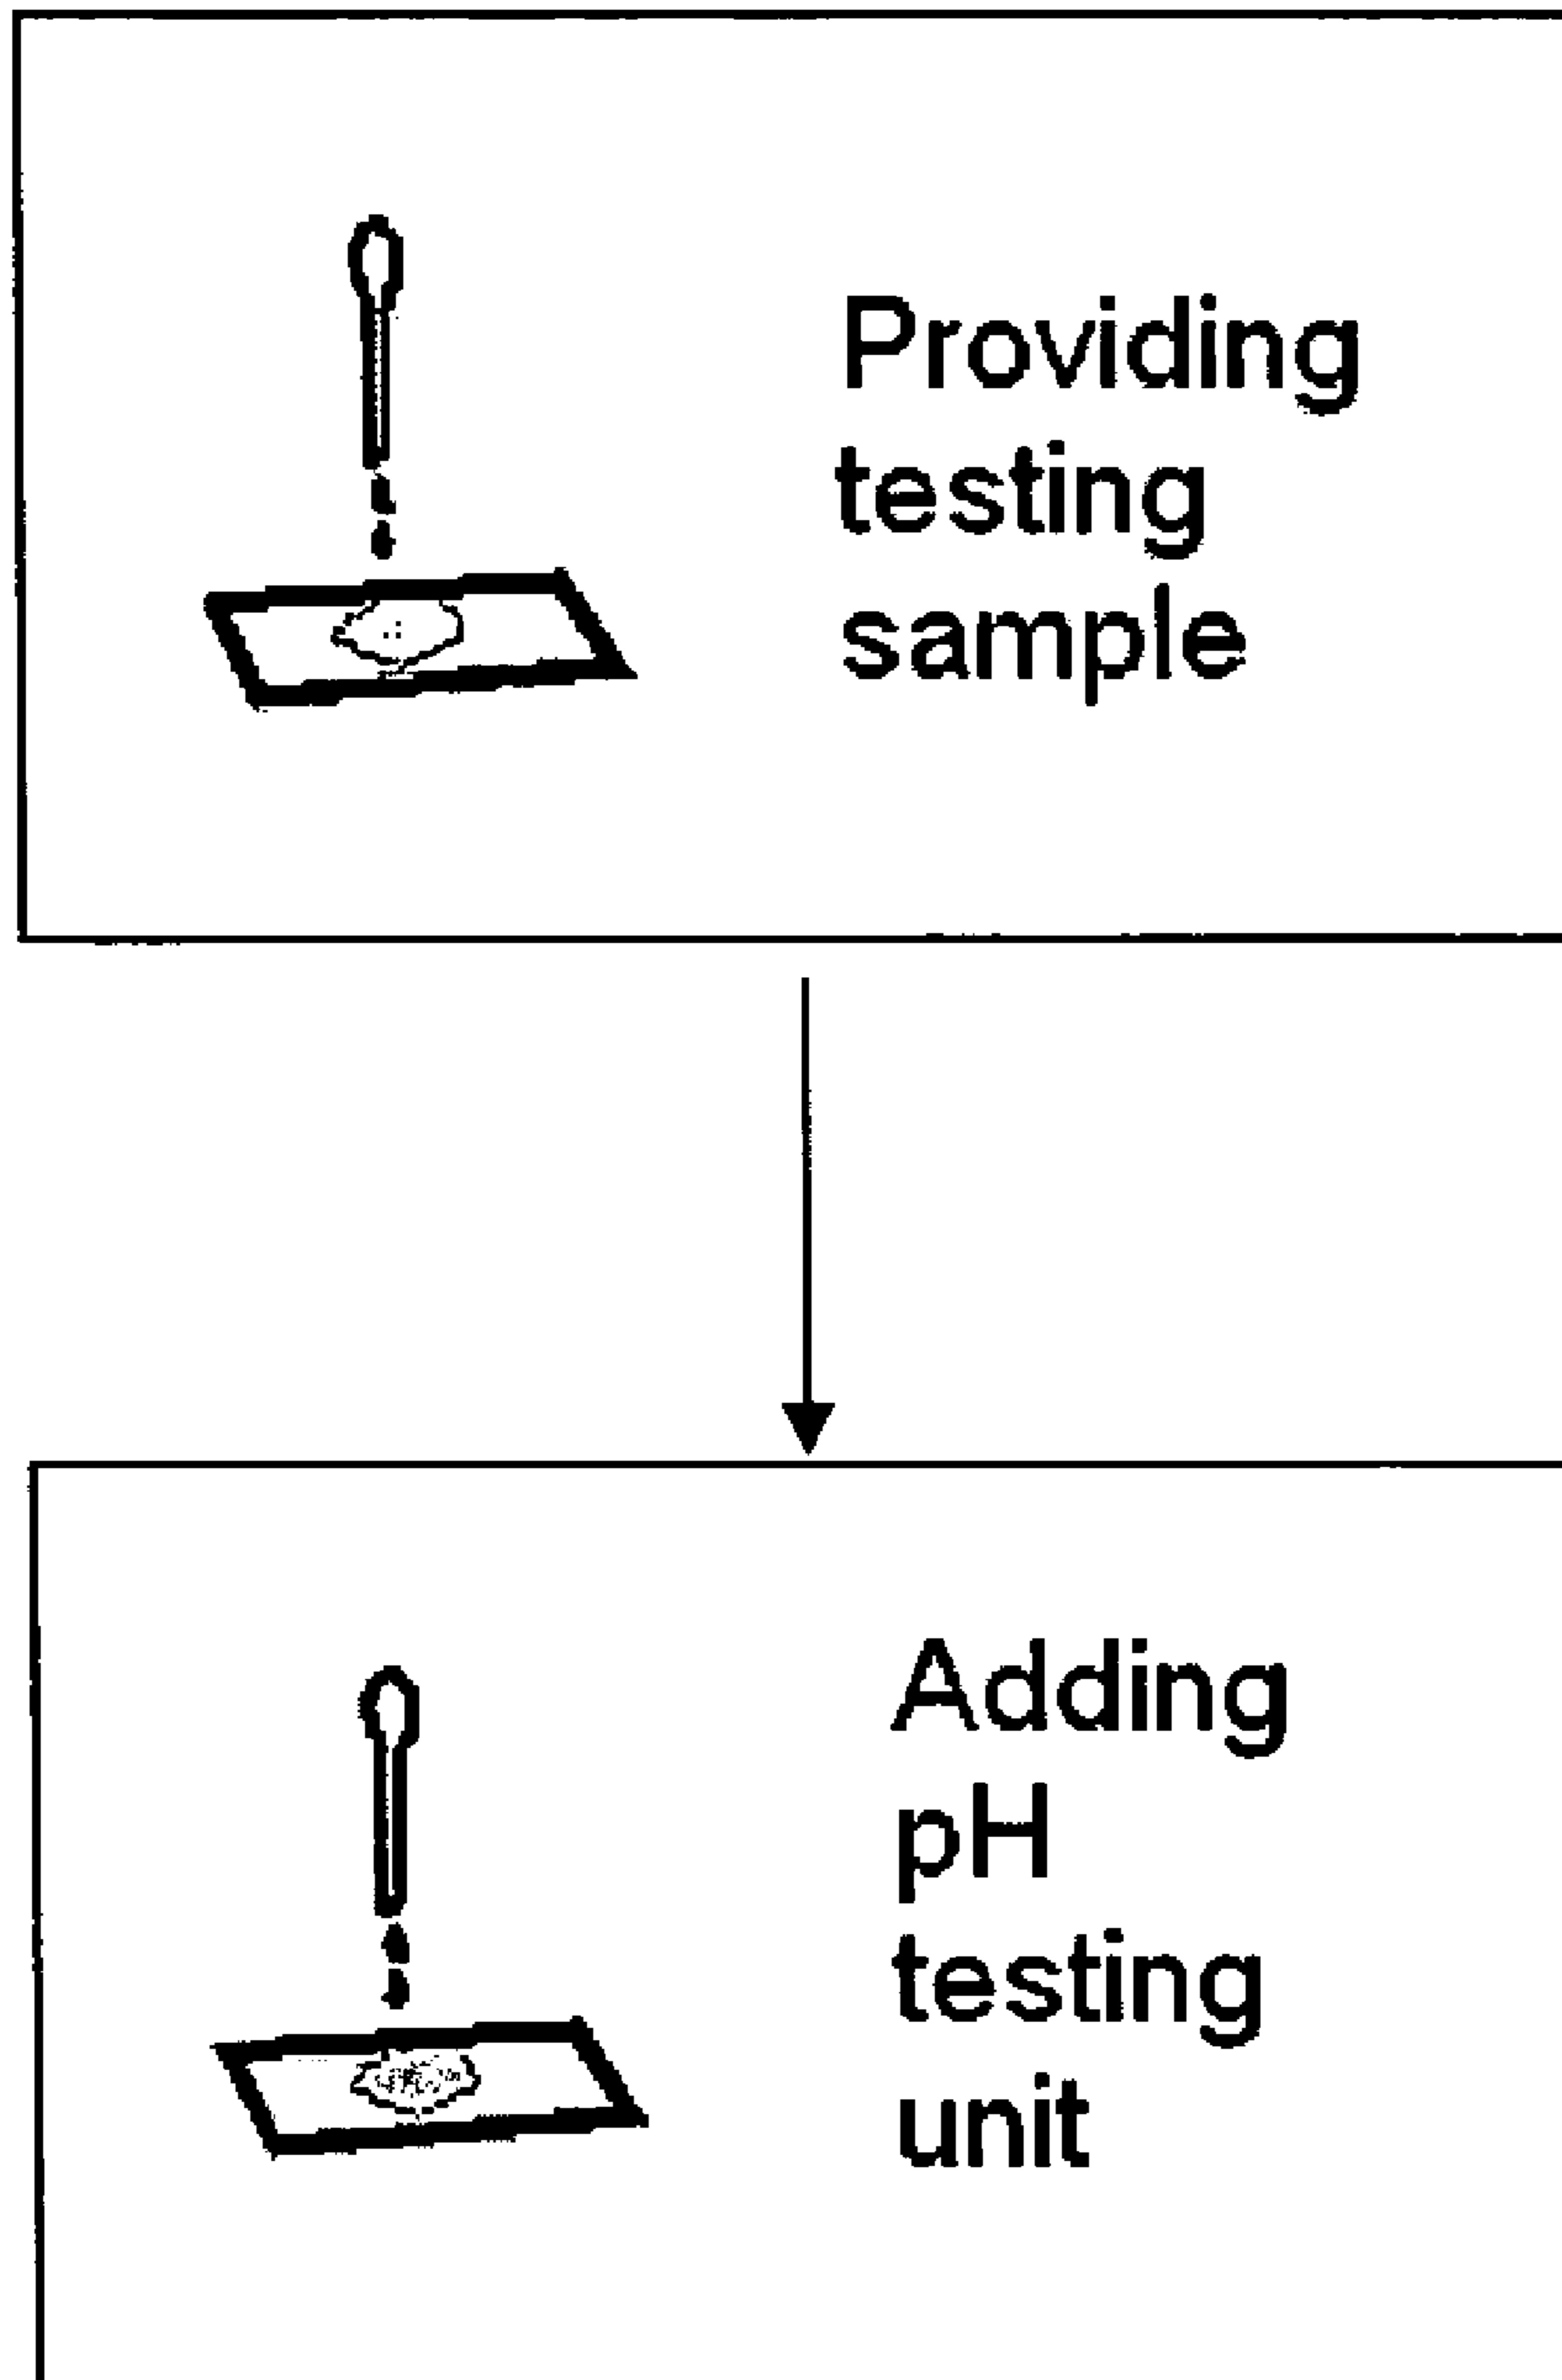 Providing
testing
sample
Adding
pH
testing
unit